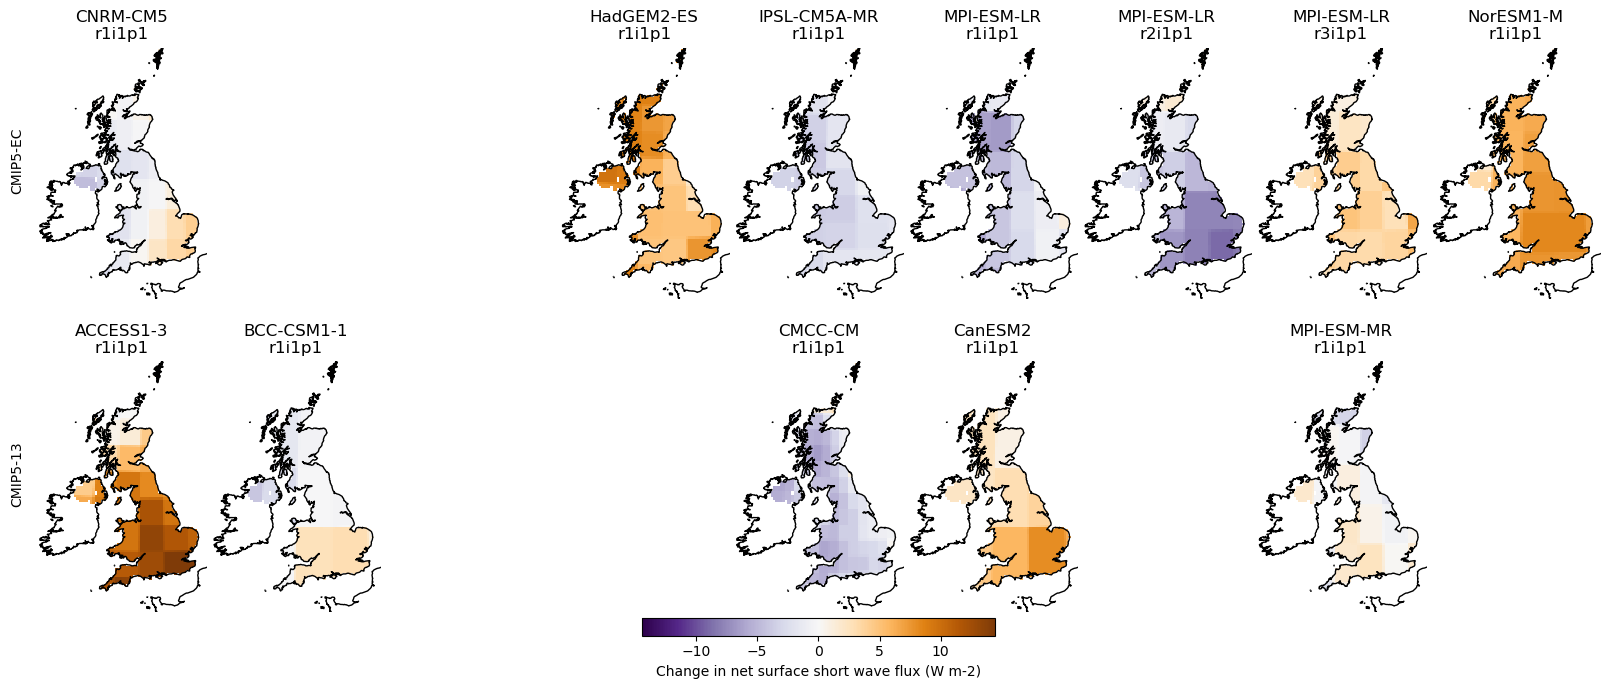 CNRM-CM5
r1i1p1
HadGEM2-ES
r1i1p1
IPSL-CM5A-MR
r1i1p1
MPI-ESM-LR
r1i1p1
MPI-ESM-LR
r2i1p1
MPI-ESM-LR
r3i1p1
NorESM1-M
r1i1p1
CMIP5-EC
ACCESS1-3
r1i1p1
BCC-CSM1-1
r1i1p1
CMCC-CM
r1i1p1
CanESM2
r1i1p1
MPI-ESM-MR
r1i1p1
CMIP5-13
−10 −5 0 5 10
Change in net surface short wave flux (W m-2)